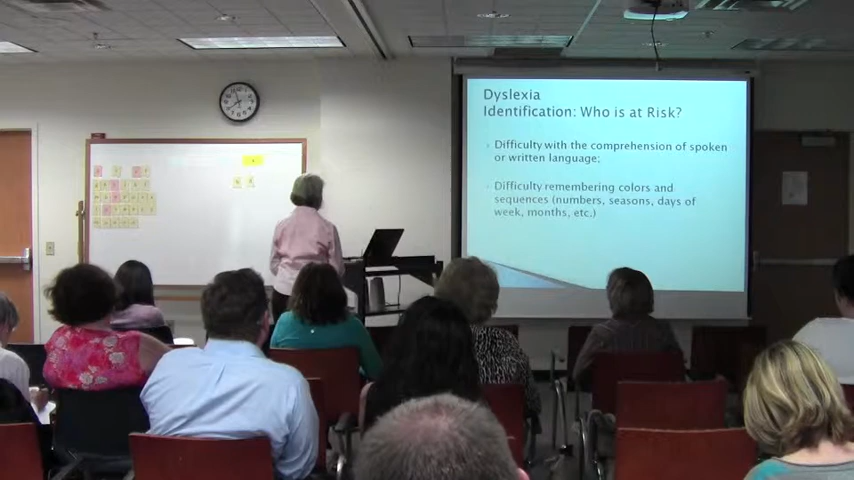 Dyslexia
Identification: Who is at Risk?
Difficulty with the comprehension of spoken
or written language;
Difficulty remembering colors and
sequences (numbers, seasons, days of
week, months, etc.)